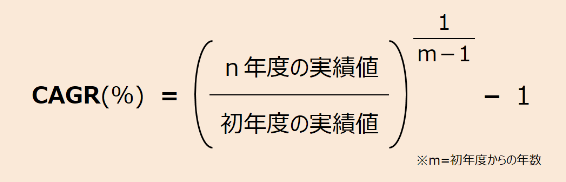 CAGR(%) = (n年度の実績値/初年度の実績値)^(1/(m−1)) − 1
※m=初年度からの年数